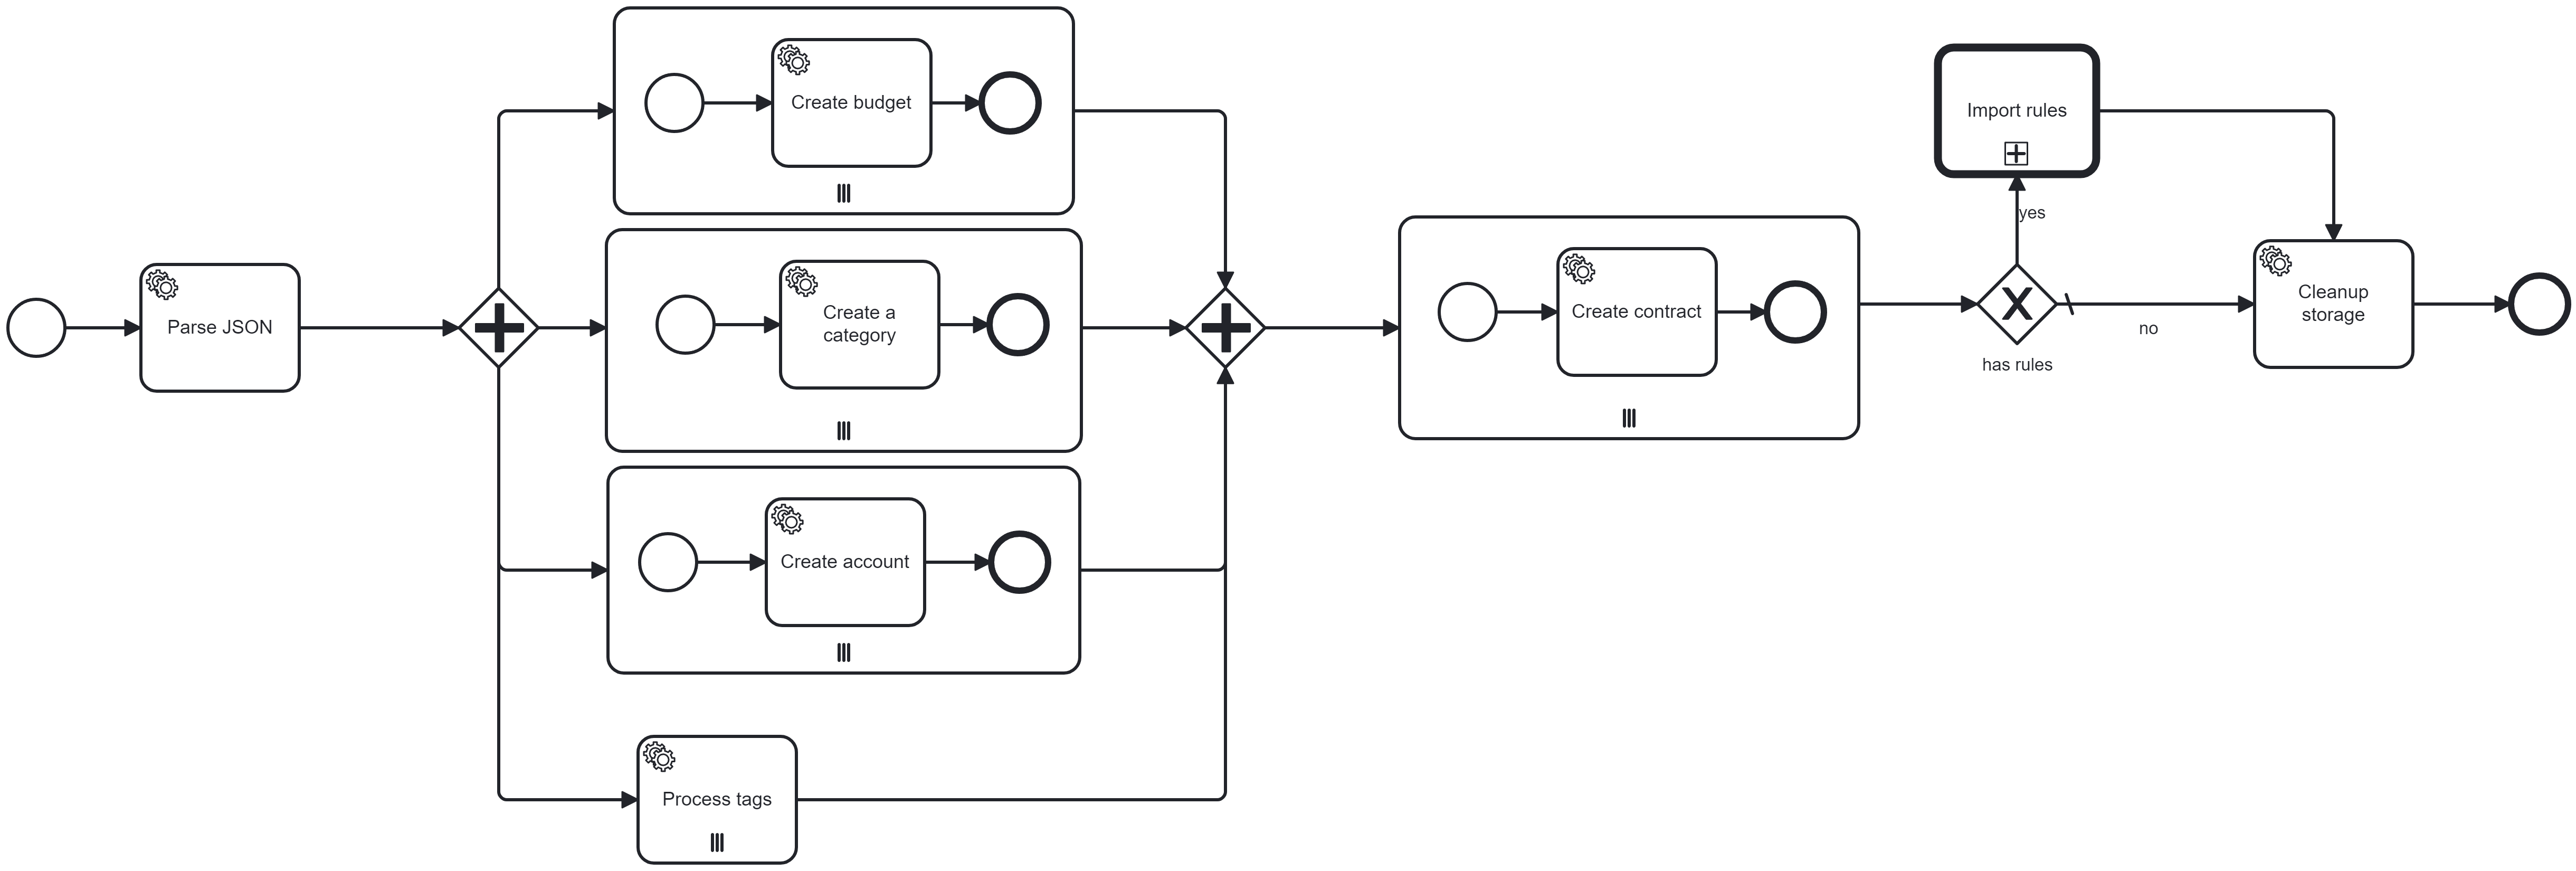 Parse JSON
Create budget
Create a
category
Create account
Process tags
Create contract
has rules
yes
Import rules
no
Cleanup
storage